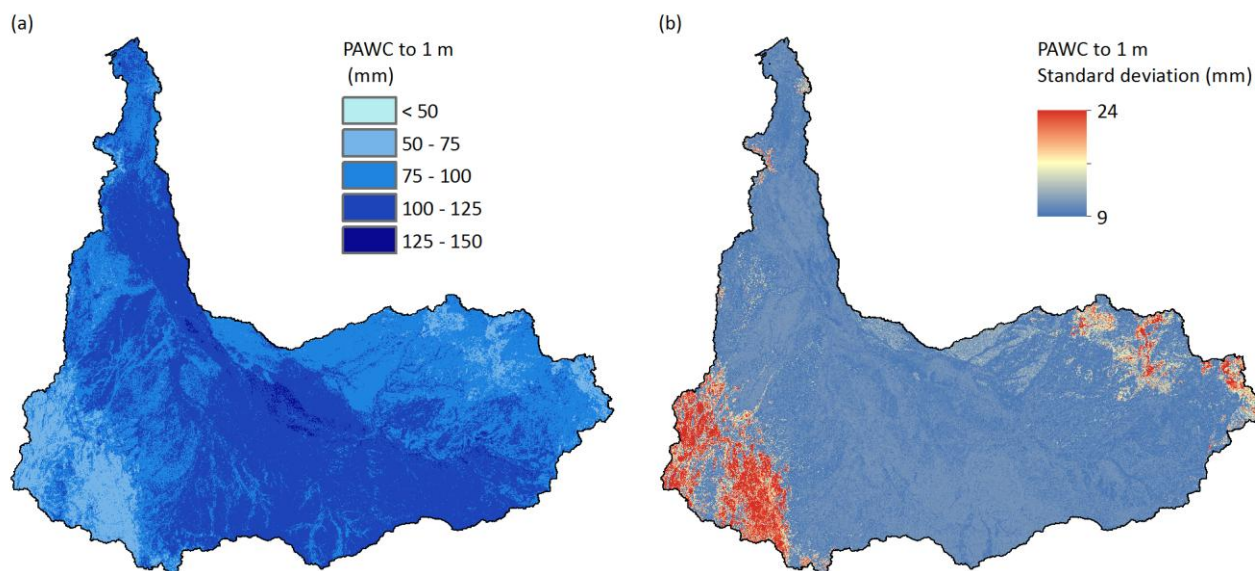 (a)
PAWC to 1 m
(mm)
< 50
50 - 75
75 - 100
100 - 125
125 - 150
(b)
PAWC to 1 m
Standard deviation (mm)
24
9